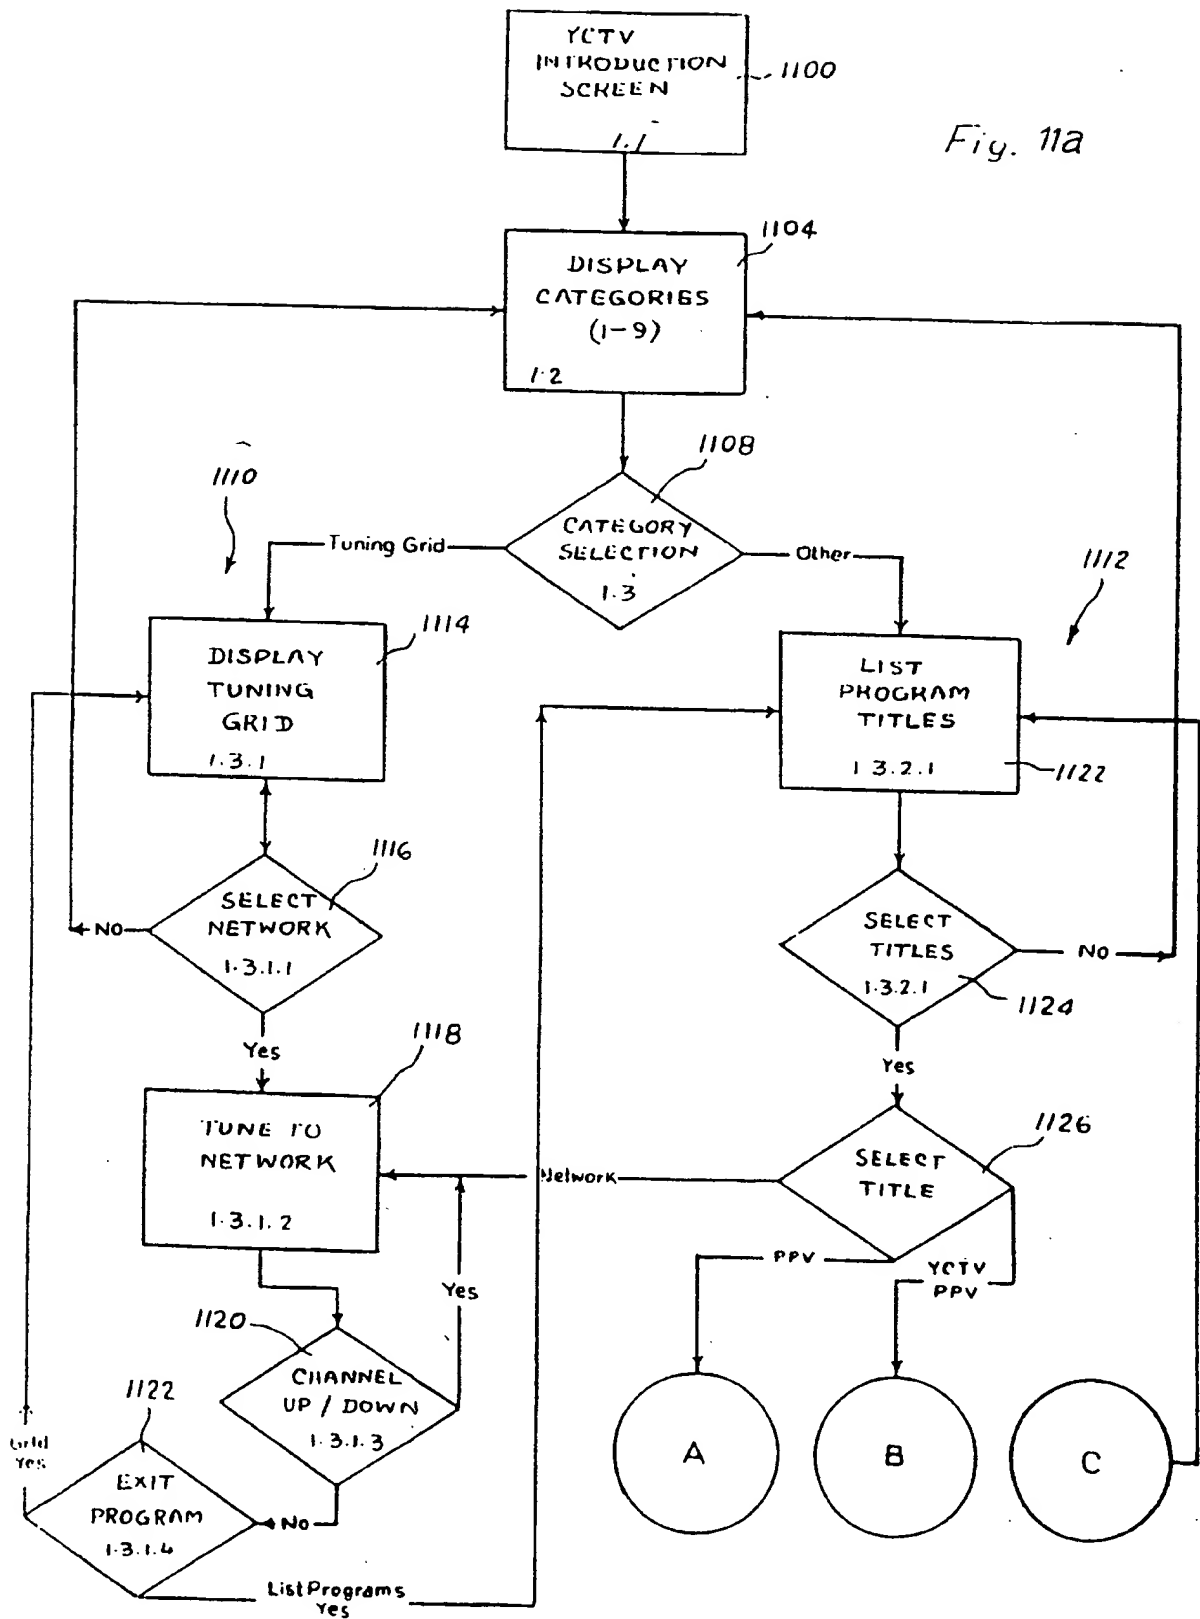 YCTV
INTRODUCTION
SCREEN
1.1
1100
Fig. 11a
1104
DISPLAY
CATEGORIES
(1-9)
1.2
1108
CATEGORY
SELECTION
1.3
1110
Tuning Grid
Other
1112
1114
DISPLAY
TUNING
GRID
1.3.1
LIST
PROGRAM
TITLES
1.3.2.1
1122
1116
SELECT
NETWORK
1.3.1.1
NO
SELECT
TITLES
1.3.2.1
NO
1124
Yes
Yes
1118
TUNE TO
NETWORK
1.3.1.2
1126
SELECT
TITLE
Network
PPV
YCTV
PPV
Yes
1120
CHANNEL
UP / DOWN
1.3.1.3
1122
Grid
Yes
EXIT
PROGRAM
1.3.1.4
No
List Programs
Yes
A
B
C